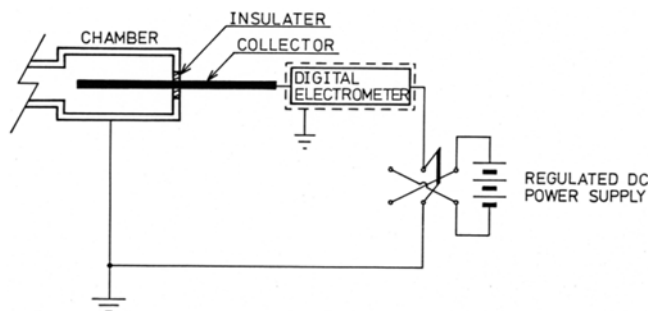 INSULATER
CHAMBER
COLLECTOR
DIGITAL
ELECTROMETER
REGULATED DC
POWER SUPPLY